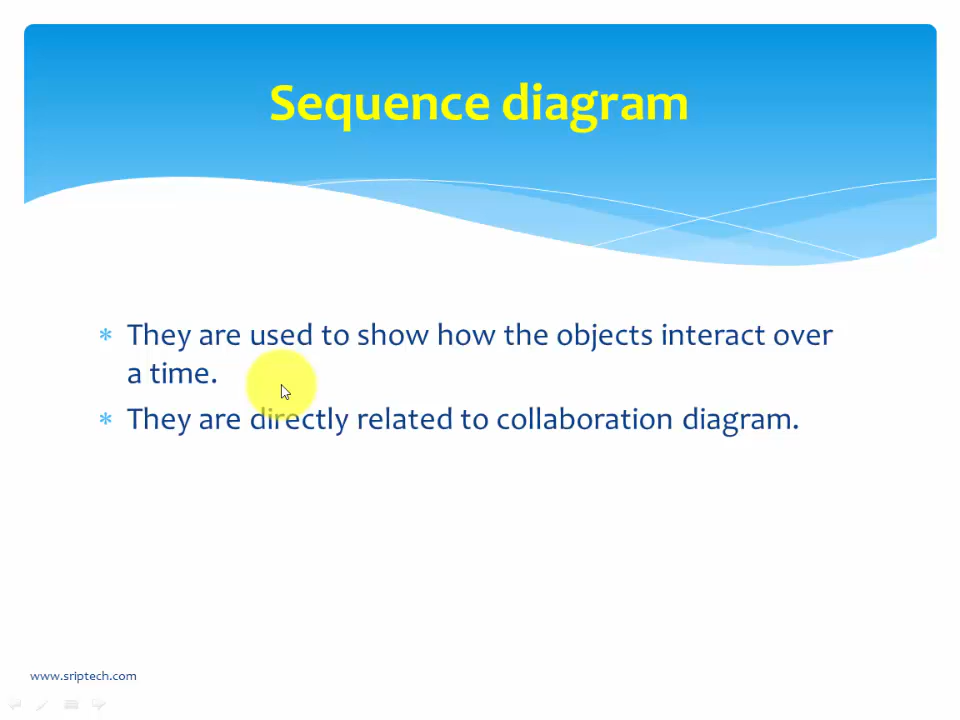 Sequence diagram
* They are used to show how the objects interact over
a time.
* They are directly related to collaboration diagram.
www.sriptech.com